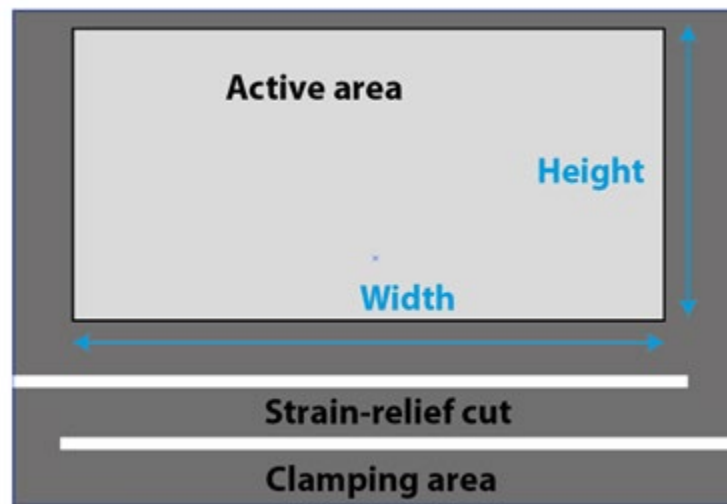 Active area
Height
Width
Strain-relief cut
Clamping area